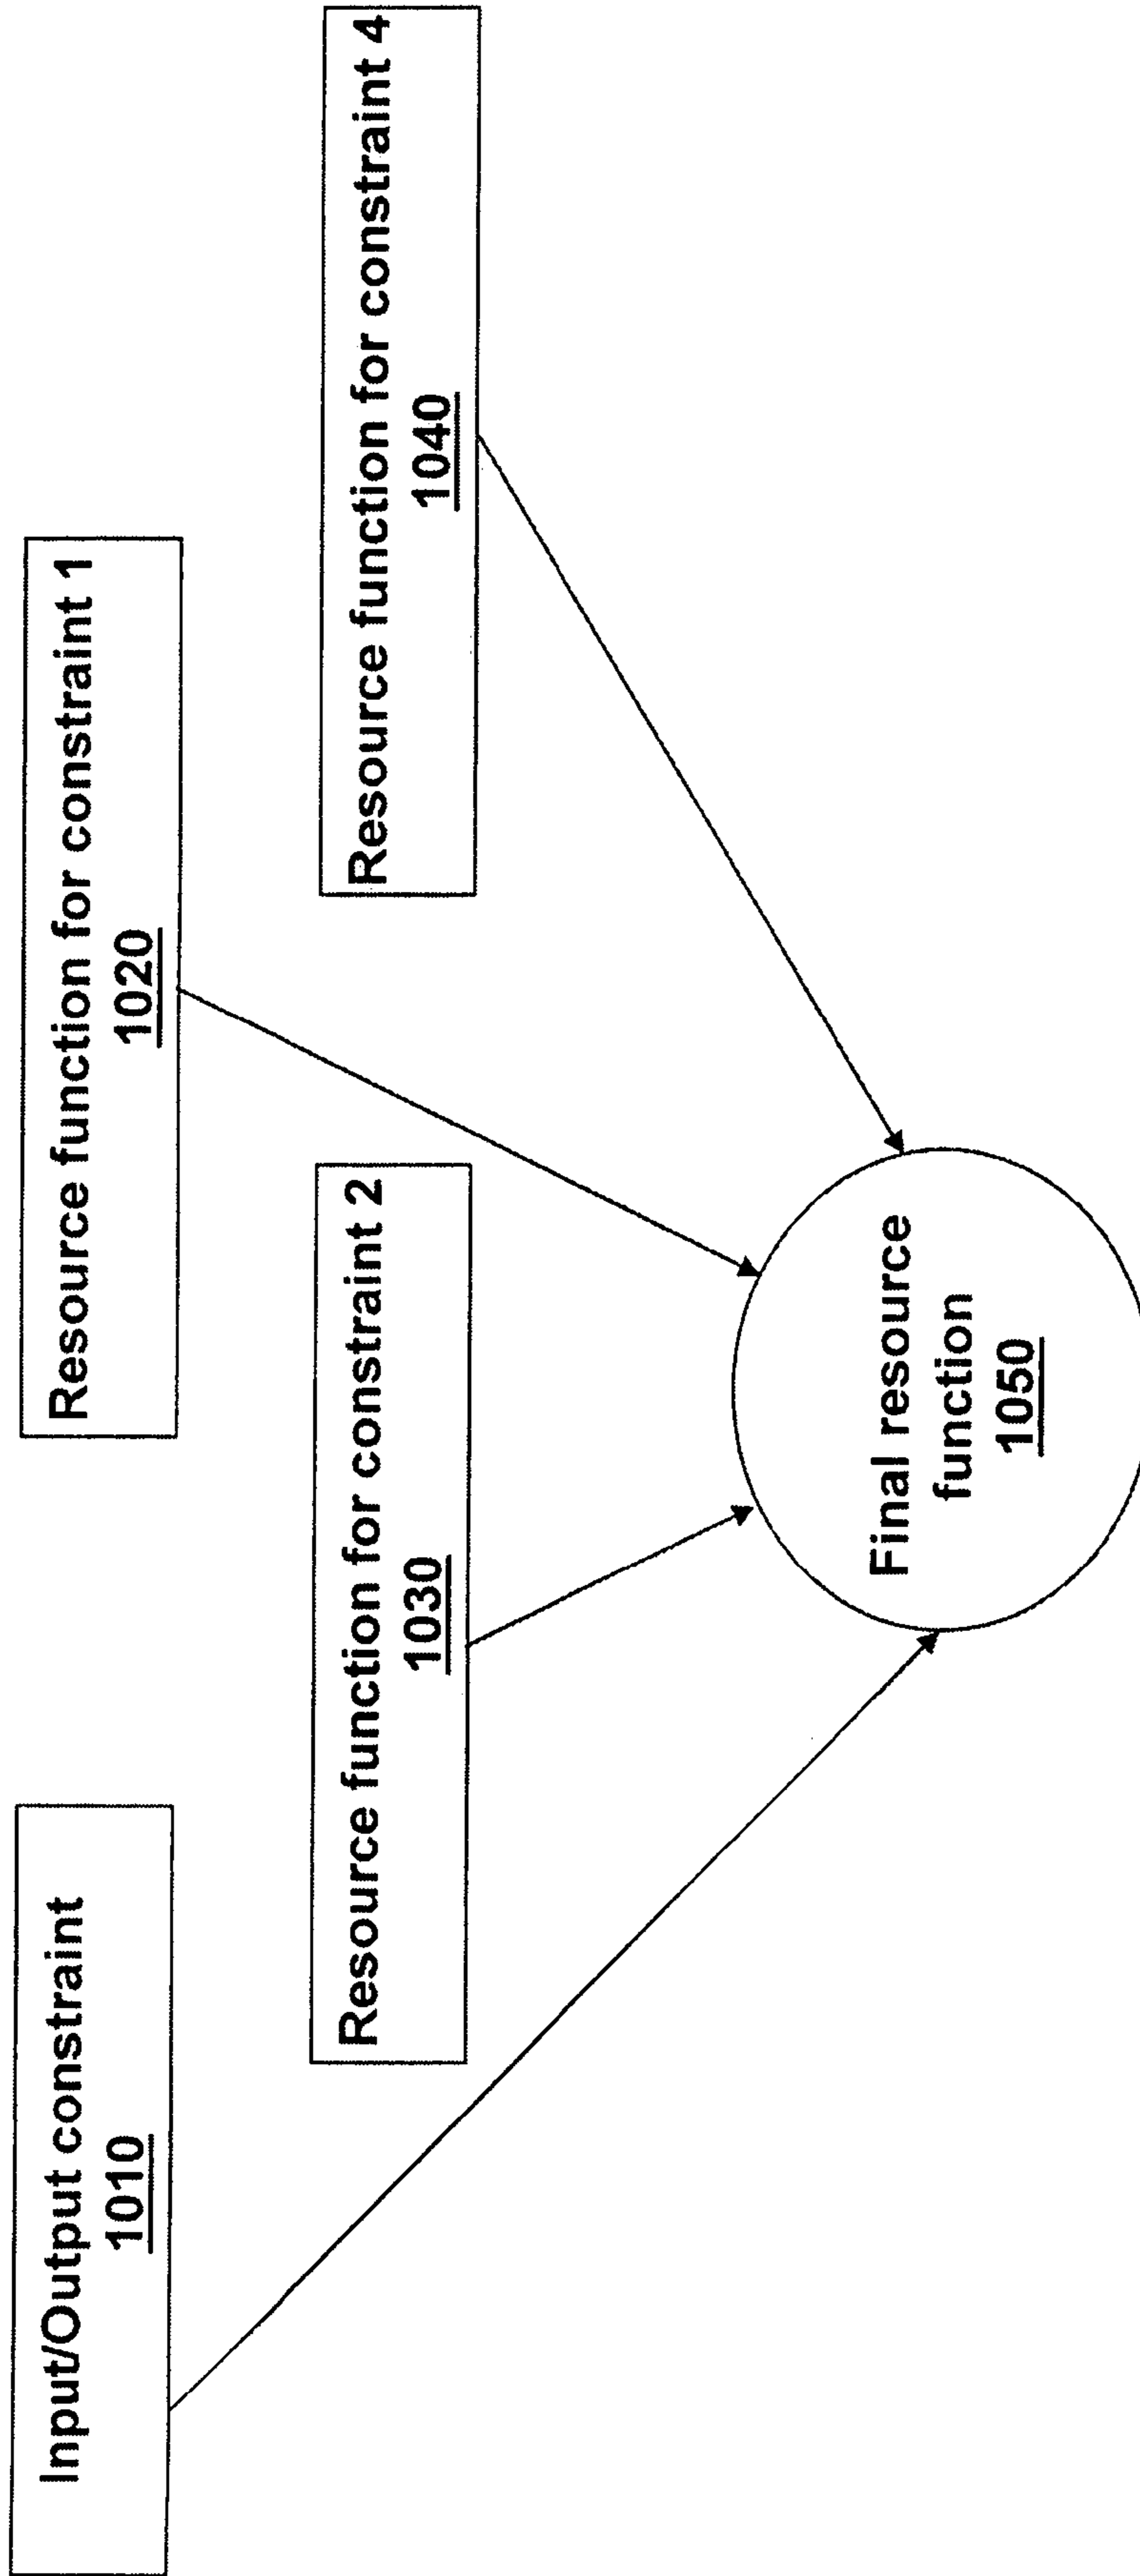 Input/Output constraint
1010
Resource function for constraint 1
1020
Resource function for constraint 2
1030
Resource function for constraint 4
1040
Final resource
function
1050